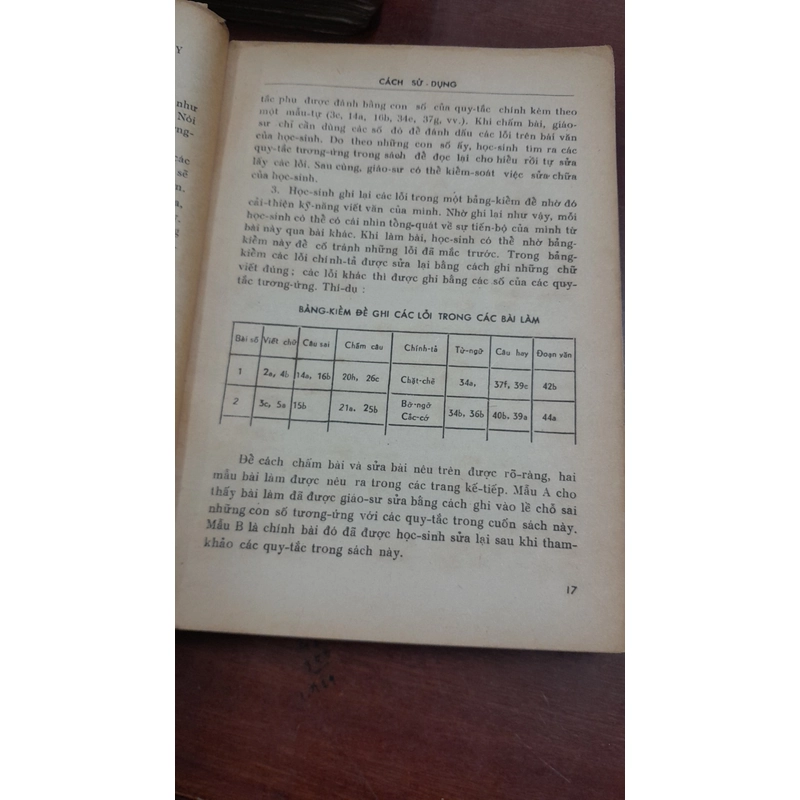 Y
như
Nói
ng-
các
sẽ
m.
a,
r.
i
CÁCH SỬ-DỤNG
tắc phụ được đánh bằng con số của quy-tắc chính kèm theo
một mẫu-tự (3c, 14a, 16b, 34e, 37g, vv.). Khi chấm bài, giáo-
sư chỉ cần dùng các số đó để đánh dấu các lỗi trên bài văn
của học-sinh. Do theo những con số ấy, học-sinh tìm ra các
quy-tắc tương-ứng trong sách để đọc lại cho hiểu rồi tự sửa
lấy các lỗi. Sau cùng, giáo-sư có thể kiểm-soát việc sửa-chữa
của học-sinh.
3. Học-sinh ghi lại các lỗi trong một bảng-kiểm để nhờ đó
cải-thiện kỹ-năng viết văn của mình. Nhờ ghi lại như vậy, mỗi
học-sinh có thể có cái nhìn tổng-quát về sự tiến-bộ của mình từ
bài này qua bài khác. Khi làm bài, học-sinh có thể nhờ bảng-
kiểm này để cố tránh những lỗi đã mắc trước. Trong bảng-
kiểm các lỗi chính-tả được sửa lại bằng cách ghi những chữ
viết đúng; các lỗi khác thì được ghi bằng các số của các quy-
tắc tương-ứng. Thí-dụ :
BẢNG-KIỂM ĐỂ GHI CÁC LỖI TRONG CÁC BÀI LÀM
Bài số Viết chữ Câu sai Chấm câu Chính-tả Từ-ngữ Câu hay Đoạn văn
1 2a, 4b 14a, 16b 20h, 26c Chặt-chẽ 34a, 37f, 39c 42b
2 3c, 5a 15b 21a, 25b Bỡ-ngỡ Cắc-cớ 34b, 36b 40b, 39a 44a
Để cách chấm bài và sửa bài nêu trên được rõ-ràng, hai
mẫu bài làm được nêu ra trong các trang kế-tiếp. Mẫu A cho
thấy bài làm đã được giáo-sư sửa bằng cách ghi vào lề chỗ sai
những con số tương-ứng với các quy-tắc trong cuốn sách này.
Mẫu B là chính bài đó đã được học-sinh sửa lại sau khi tham-
khảo các quy-tắc trong sách này.
17